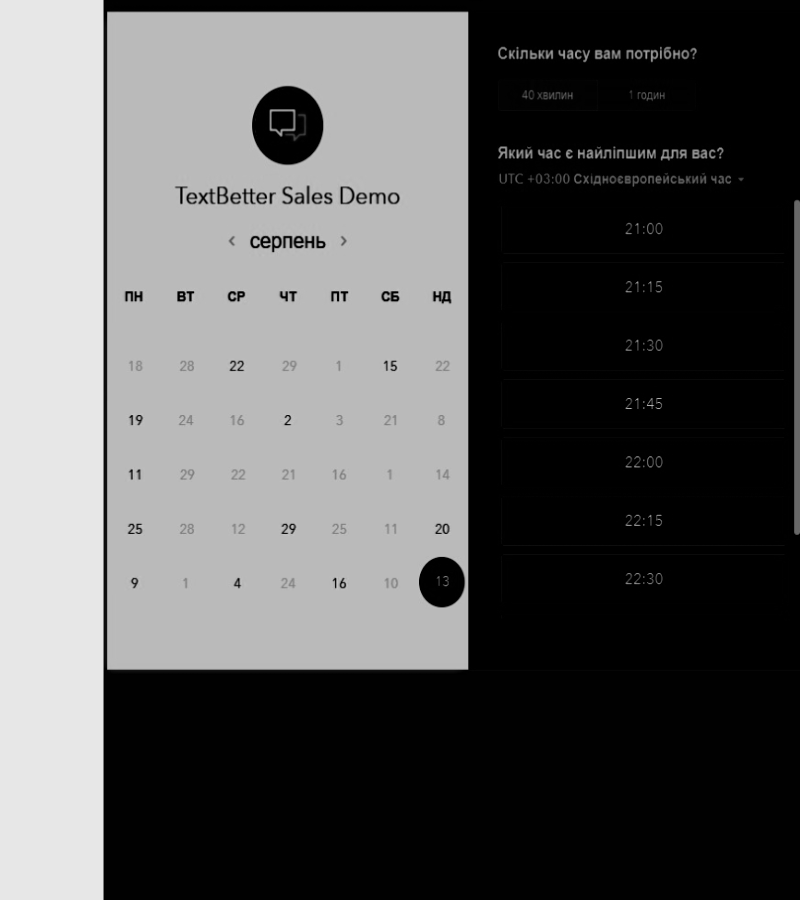 TextBetter Sales Demo
‹ серпень ›
ПН ВТ СР ЧТ ПТ СБ НД
18 28 22 29 1 15 22
19 24 16 2 3 21 8
11 29 22 21 16 1 14
25 28 12 29 25 11 20
9 1 4 24 16 10 13
Скільки часу вам потрібно?
40 хвилин 1 годин
Який час є найліпшим для вас?
UTC +03:00 Східноєвропейський час
21:00
21:15
21:30
21:45
22:00
22:15
22:30